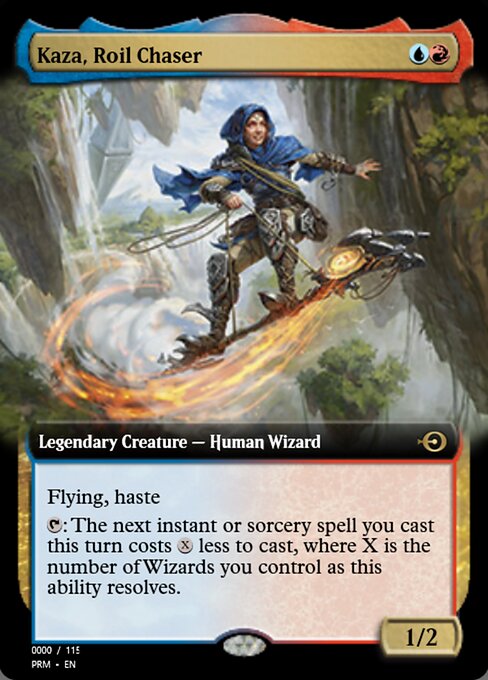 Kaza, Roil Chaser
Legendary Creature — Human Wizard
Flying, haste
: The next instant or sorcery spell you cast
this turn costs X less to cast, where X is the
number of Wizards you control as this
ability resolves.
1/2
0000 / 115
PRM • EN